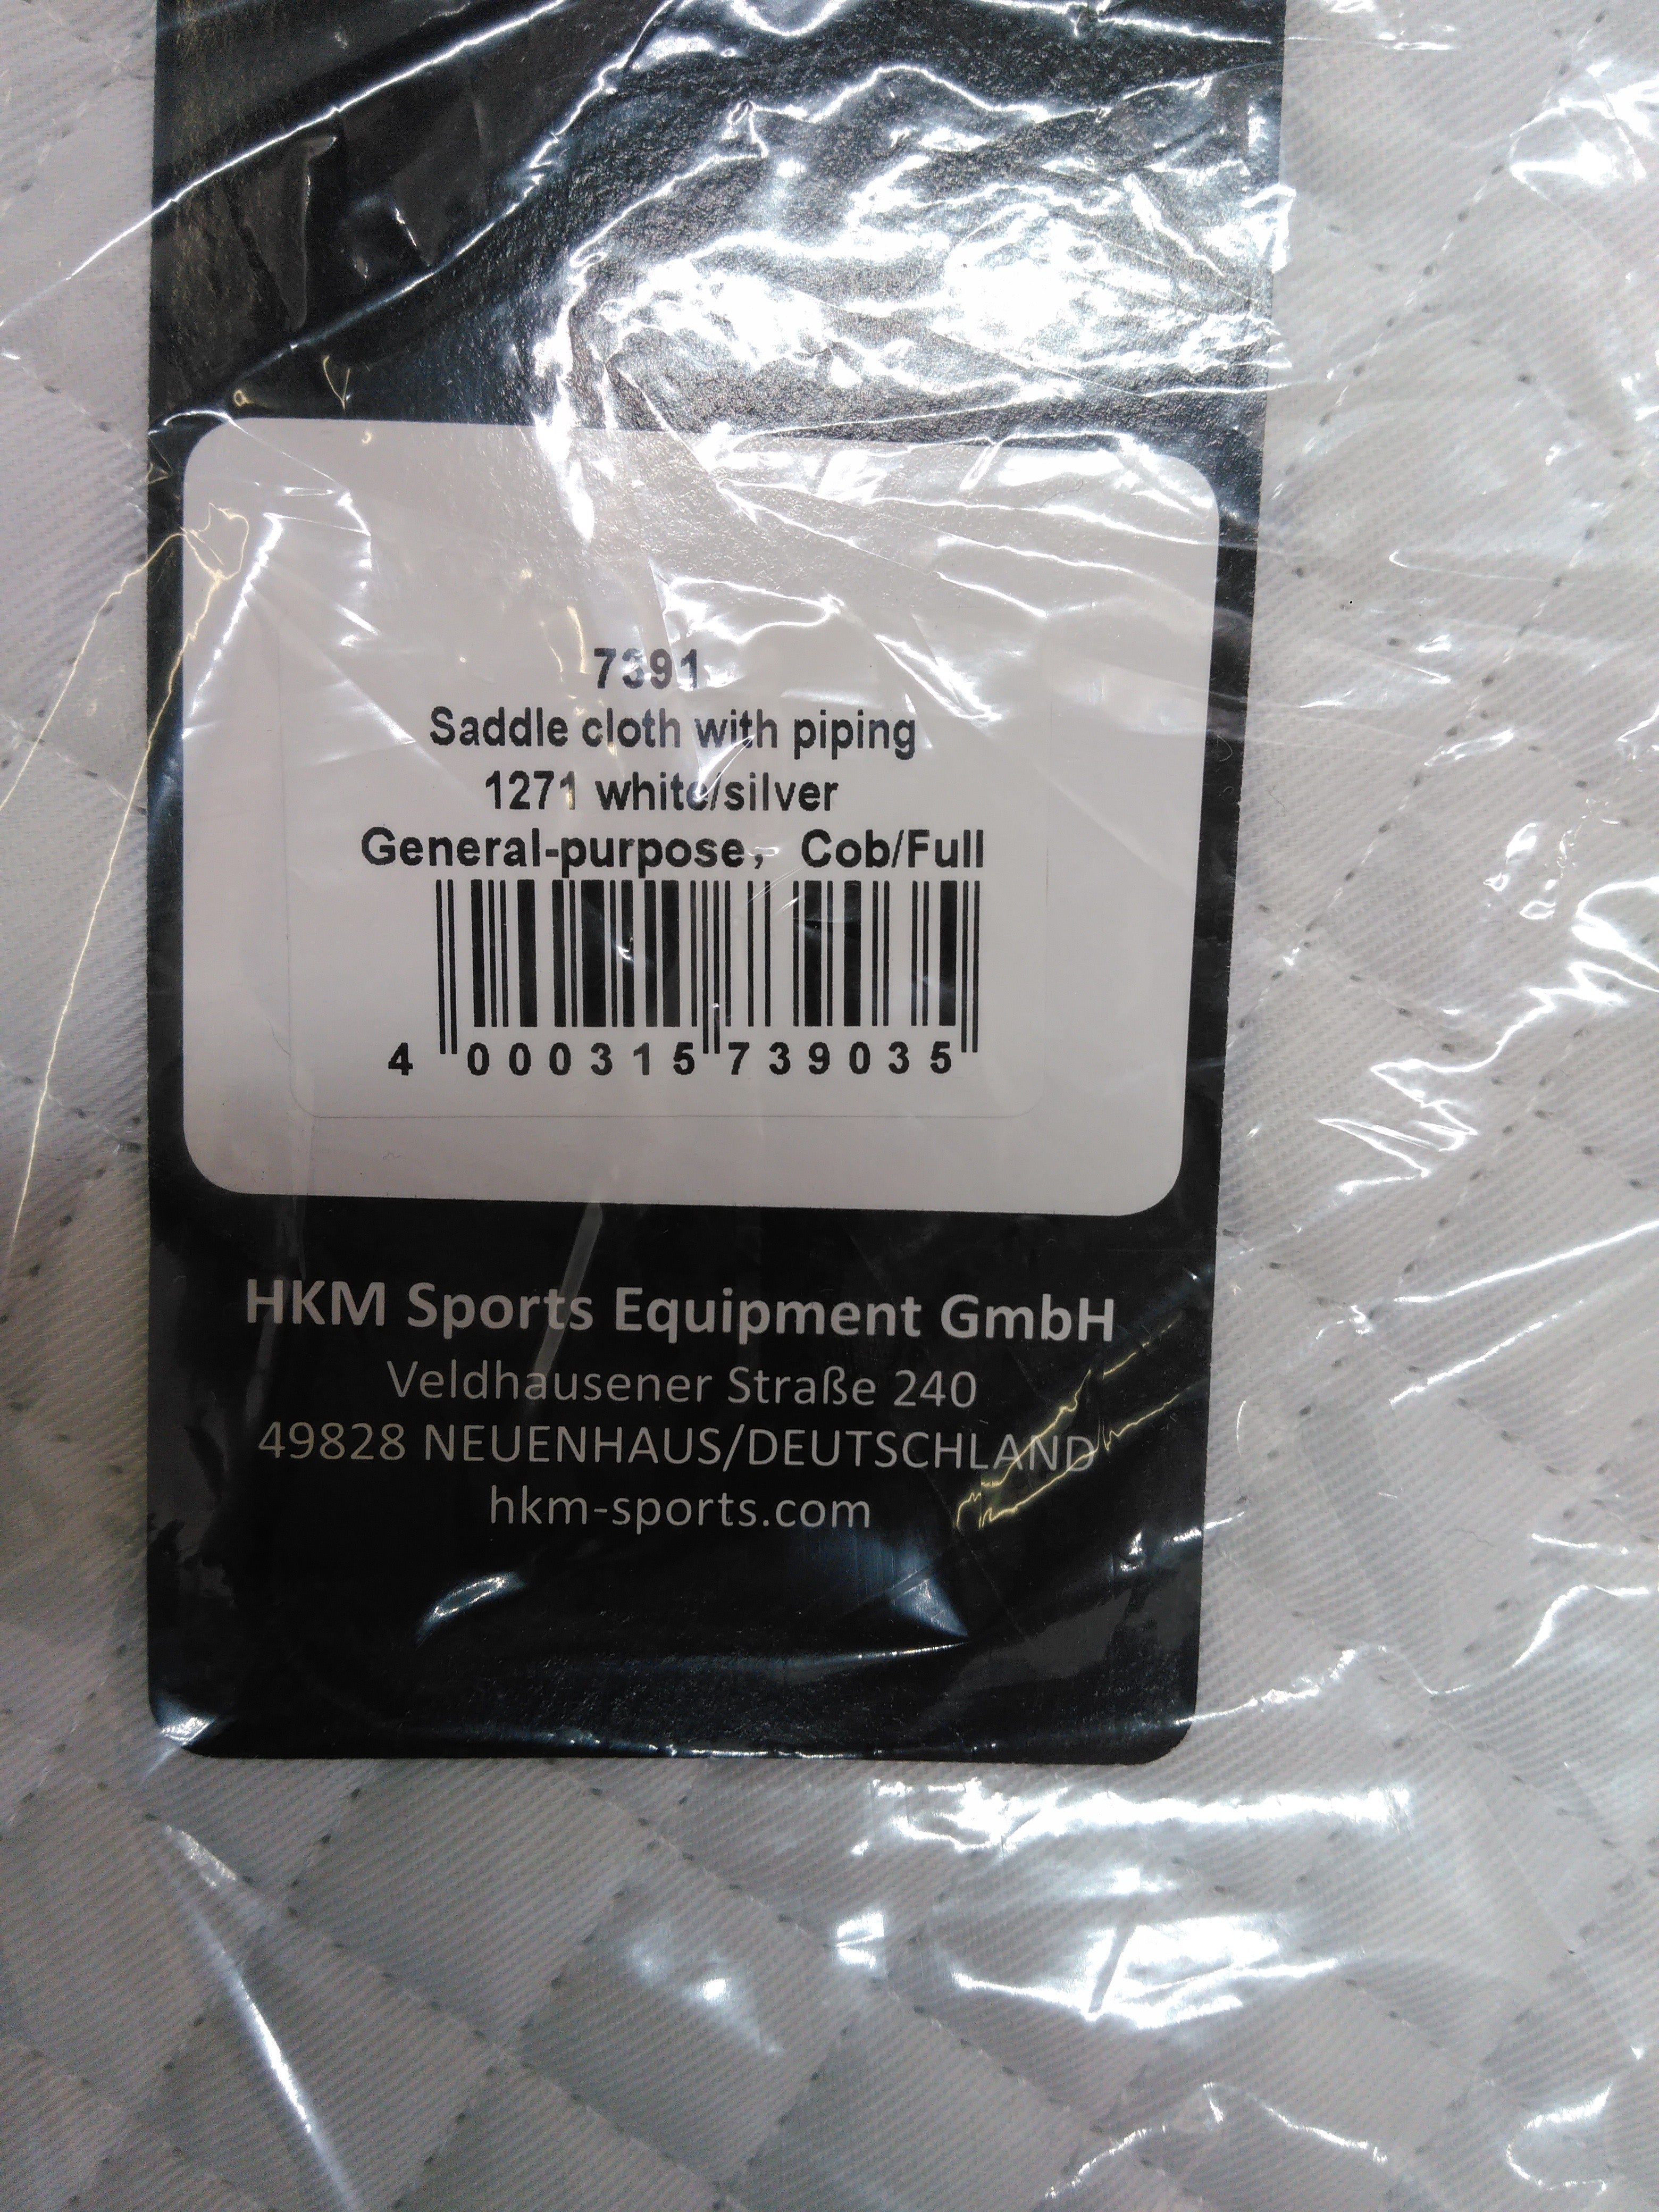 7391
Saddle cloth with piping
1271 white/silver
General-purpose, Cob/Full
4 000315 739035
HKM Sports Equipment GmbH
Veldhausener Straße 240
49828 NEUENHAUS/DEUTSCHLAND
hkm-sports.com